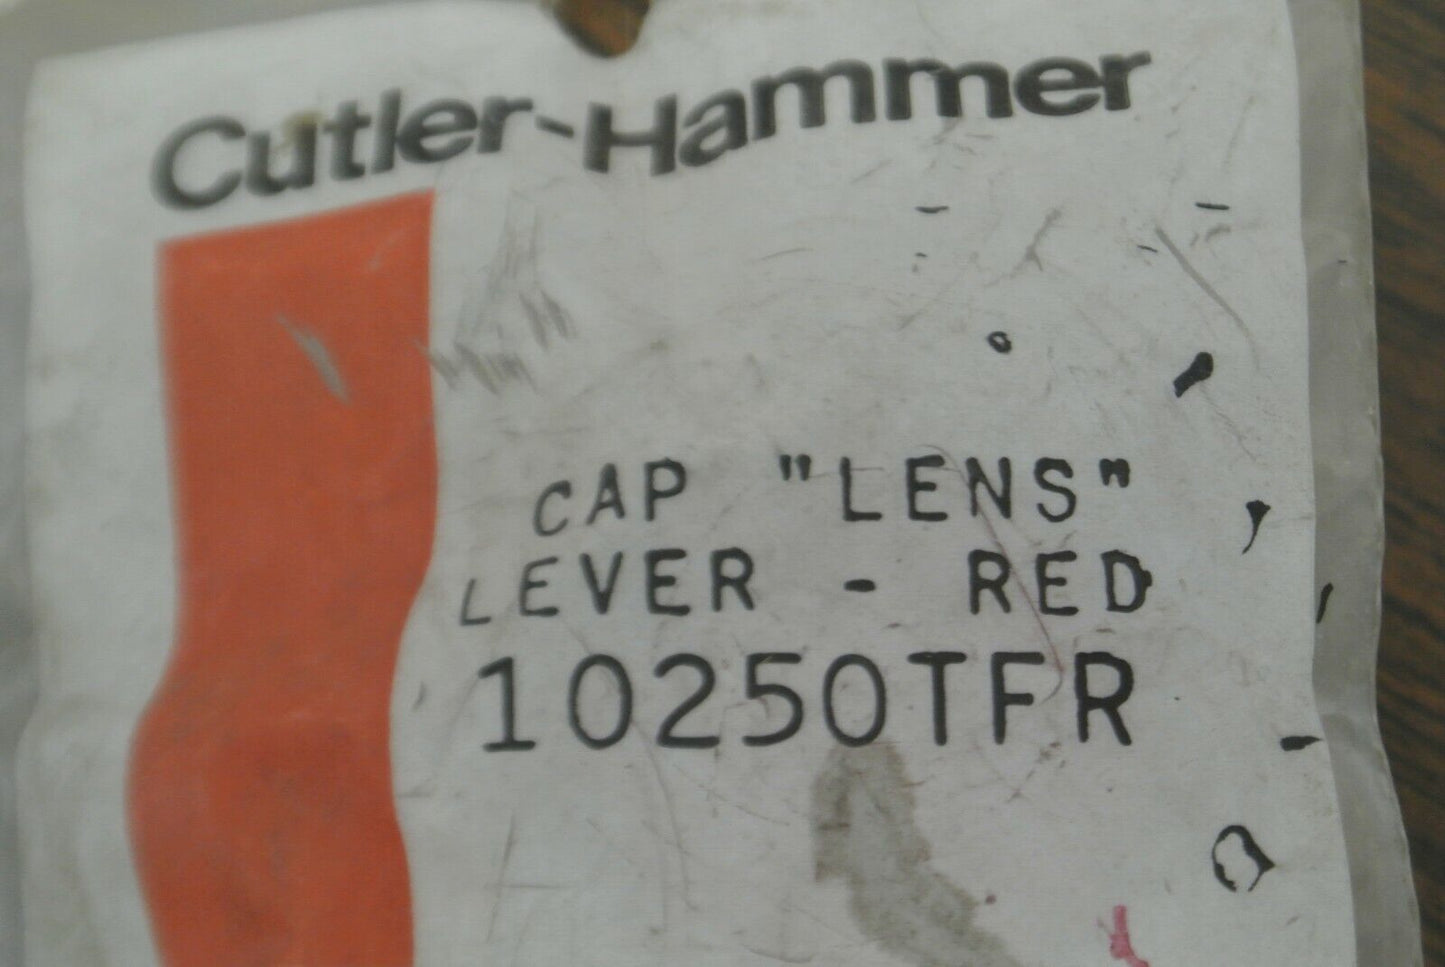 Cutler-Hammer
CAP "LENS"
LEVER - RED
10250TFR